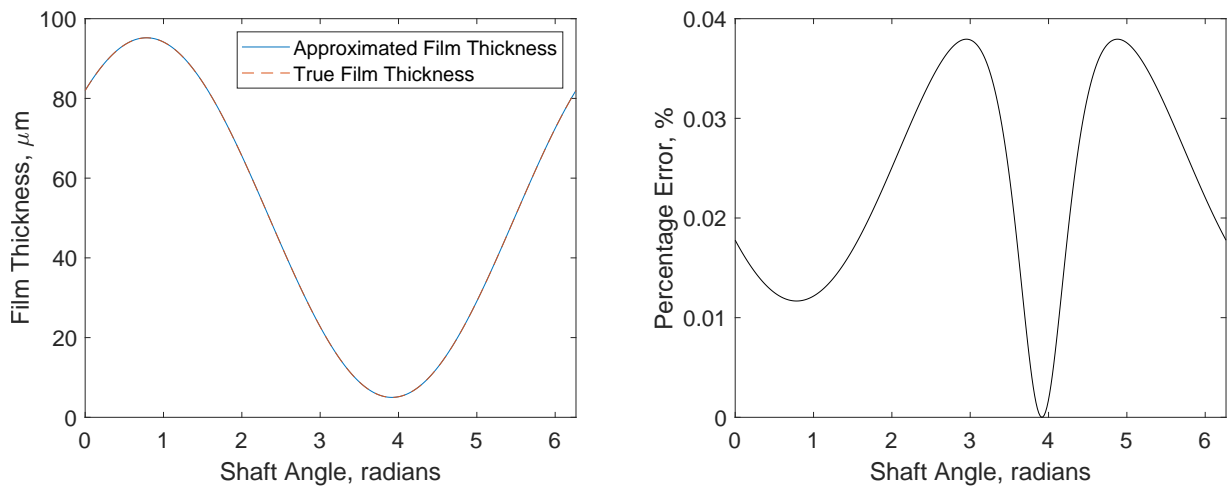 100
80
60
40
20
0
Film Thickness, μm
Approximated Film Thickness
True Film Thickness
0 1 2 3 4 5 6
Shaft Angle, radians
0.04
0.03
0.02
0.01
0
Percentage Error, %
0 1 2 3 4 5 6
Shaft Angle, radians